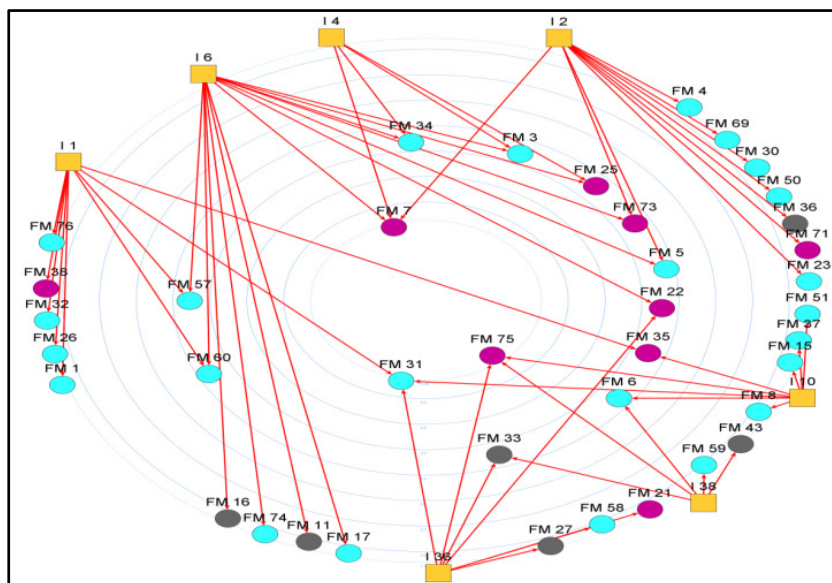 I 4
I 2
I 6
FM 4
FM 69
FM 34
FM 3
I 1
FM 30
FM 25
FM 50
FM 36
FM 7
FM 73
FM 71
FM 76
FM 5
FM 23
FM 38
FM 57
FM 22
FM 51
FM 32
FM 37
FM 26
FM 35
FM 15
FM 75
FM 60
FM 31
FM 1
FM 6
I 10
FM 8
FM 43
FM 33
FM 59
I 38
FM 16
FM 21
FM 74
FM 58
FM 11
FM 27
FM 17
I 36